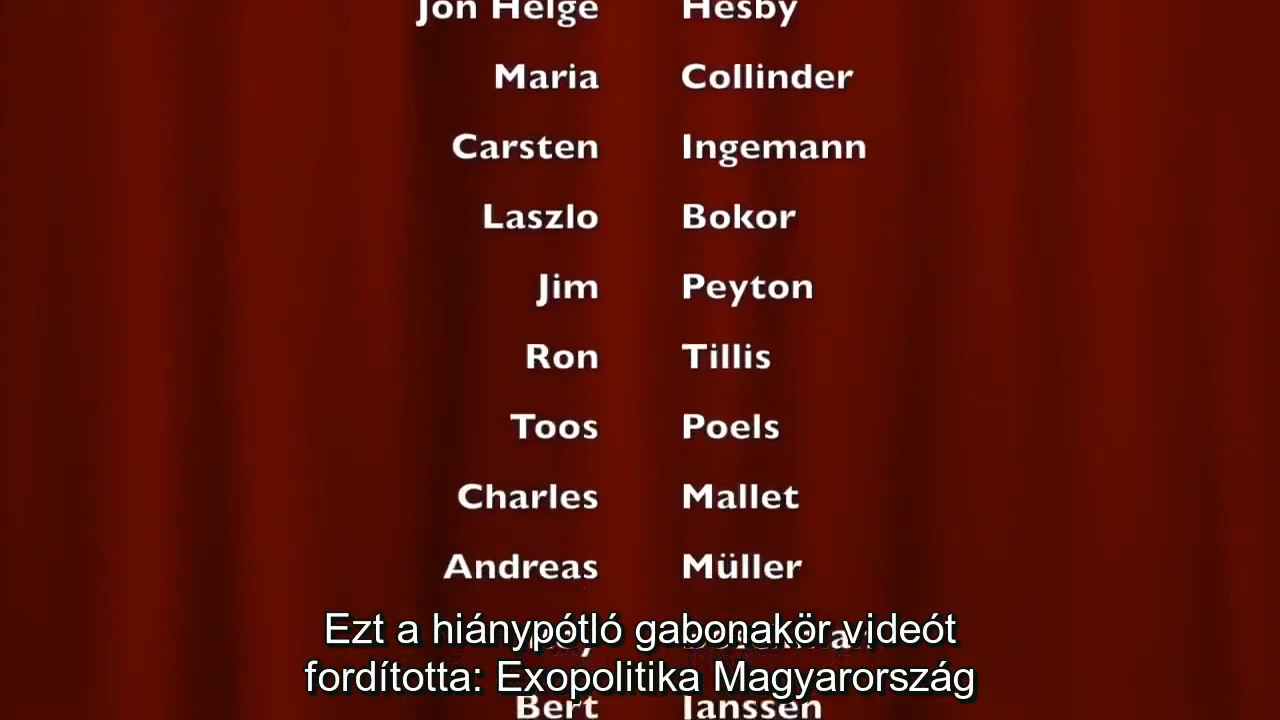 Jon Helge Hesby
Maria Collinder
Carsten Ingemann
Laszlo Bokor
Jim Peyton
Ron Tillis
Toos Poels
Charles Mallet
Andreas Müller
Ezt a hiánypótló gabonakör videót
fordította: Exopolitika Magyarország
Bert Janssen